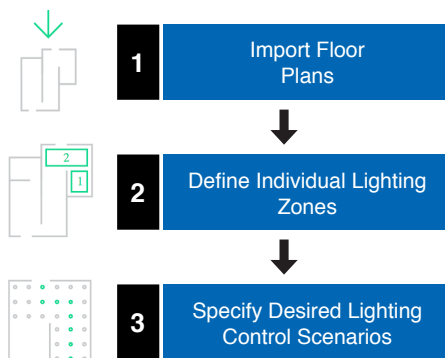 1
Import Floor
Plans
2
1
2
Define Individual Lighting
Zones
3
Specify Desired Lighting
Control Scenarios